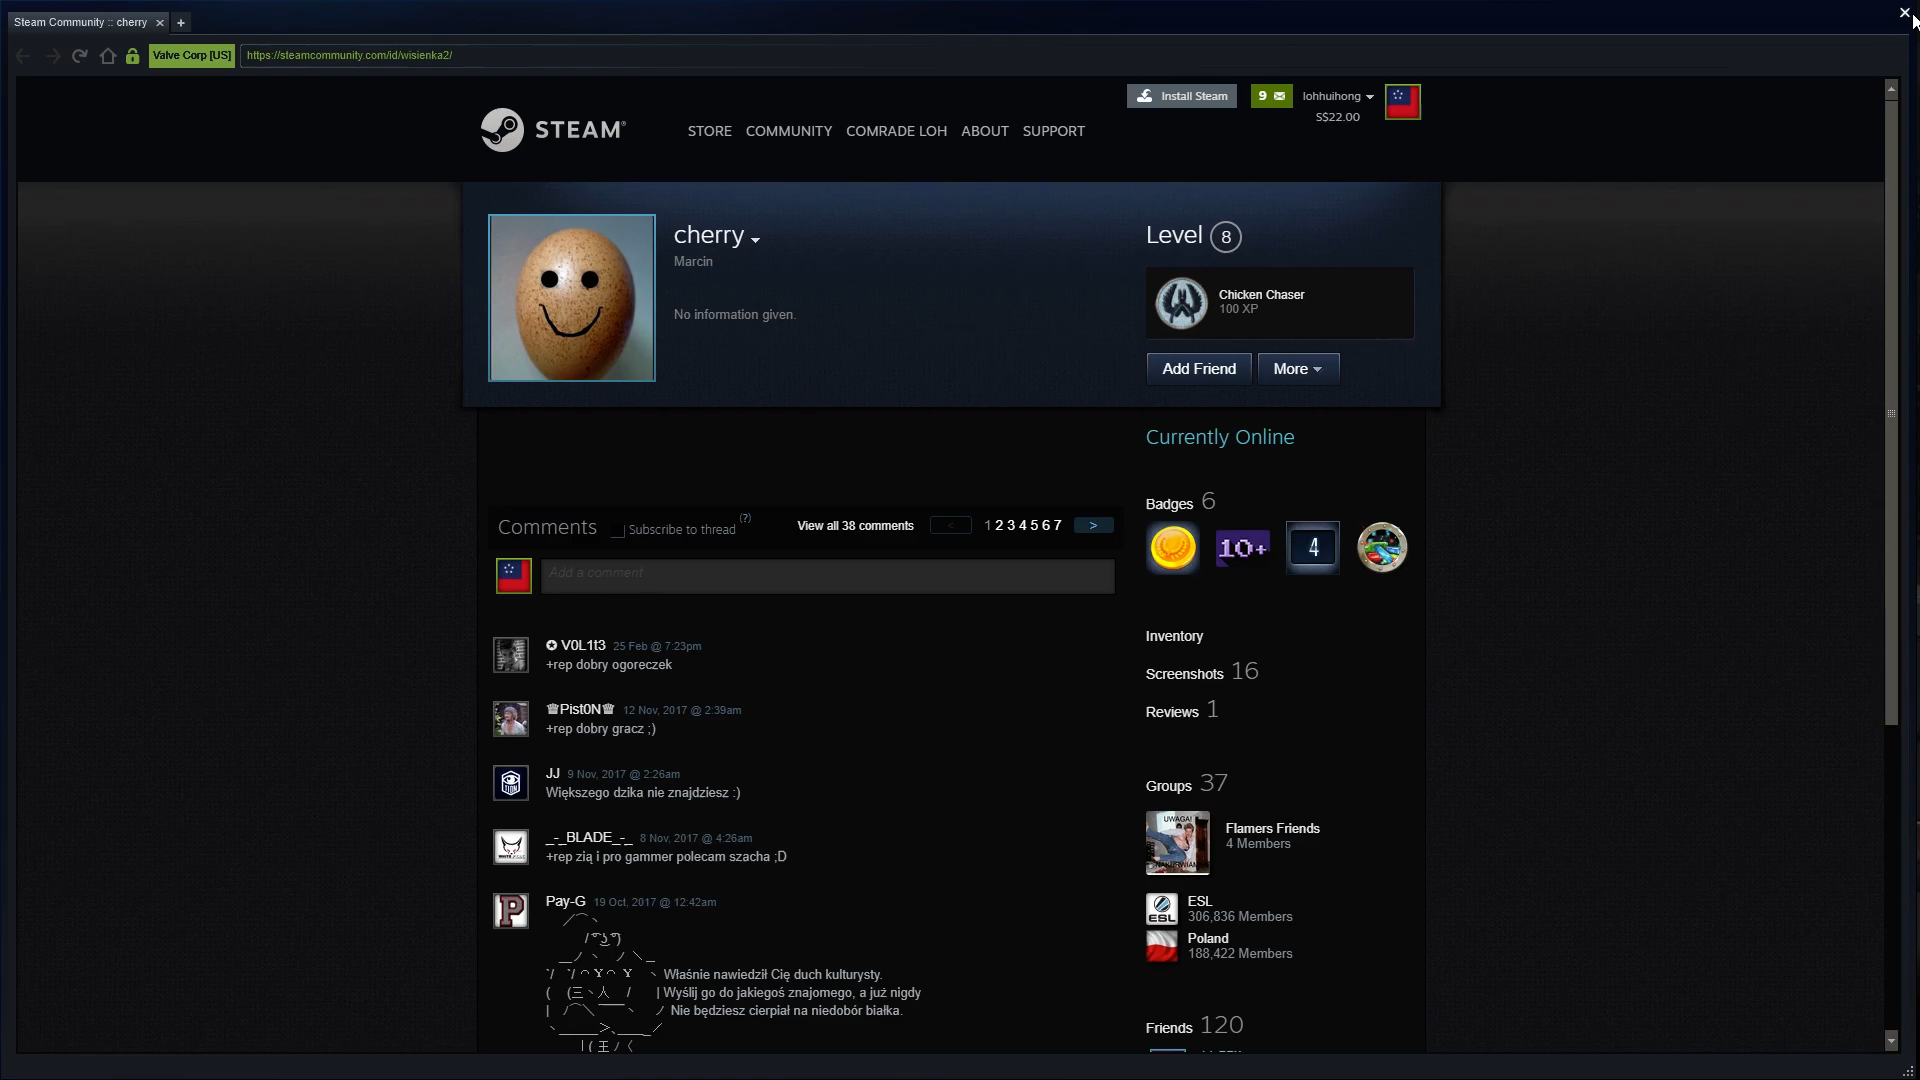 Steam Community :: cherry
Valve Corp [US]
https://steamcommunity.com/id/wisienka2/
Install Steam
9
lohhuihong
S$22.00
STEAM®
STORE
COMMUNITY
COMRADE LOH
ABOUT
SUPPORT
cherry
Marcin
No information given.
Level 8
Chicken Chaser
100 XP
Add Friend
More
Currently Online
Comments
Subscribe to thread (?)
View all 38 comments
< 1 2 3 4 5 6 7 >
Add a comment
✪ V0L1t3 25 Feb @ 7:23pm
+rep dobry ogoreczek
♕Pist0N♕ 12 Nov, 2017 @ 2:39am
+rep dobry gracz ;)
JJ 9 Nov, 2017 @ 2:26am
Większego dzika nie znajdziesz :)
_-_BLADE_-_ 8 Nov, 2017 @ 4:26am
+rep zią i pro gammer polecam szacha ;D
Pay-G 19 Oct, 2017 @ 12:42am
Właśnie nawiedził Cię duch kulturysty.
Wyślij go do jakiegoś znajomego, a już nigdy
Nie będziesz cierpiał na niedobór białka.
Badges 6
10+
4
Inventory
Screenshots 16
Reviews 1
Groups 37
UWAGA!
Flamers Friends
4 Members
ESL
ESL
306,836 Members
Poland
188,422 Members
Friends 120